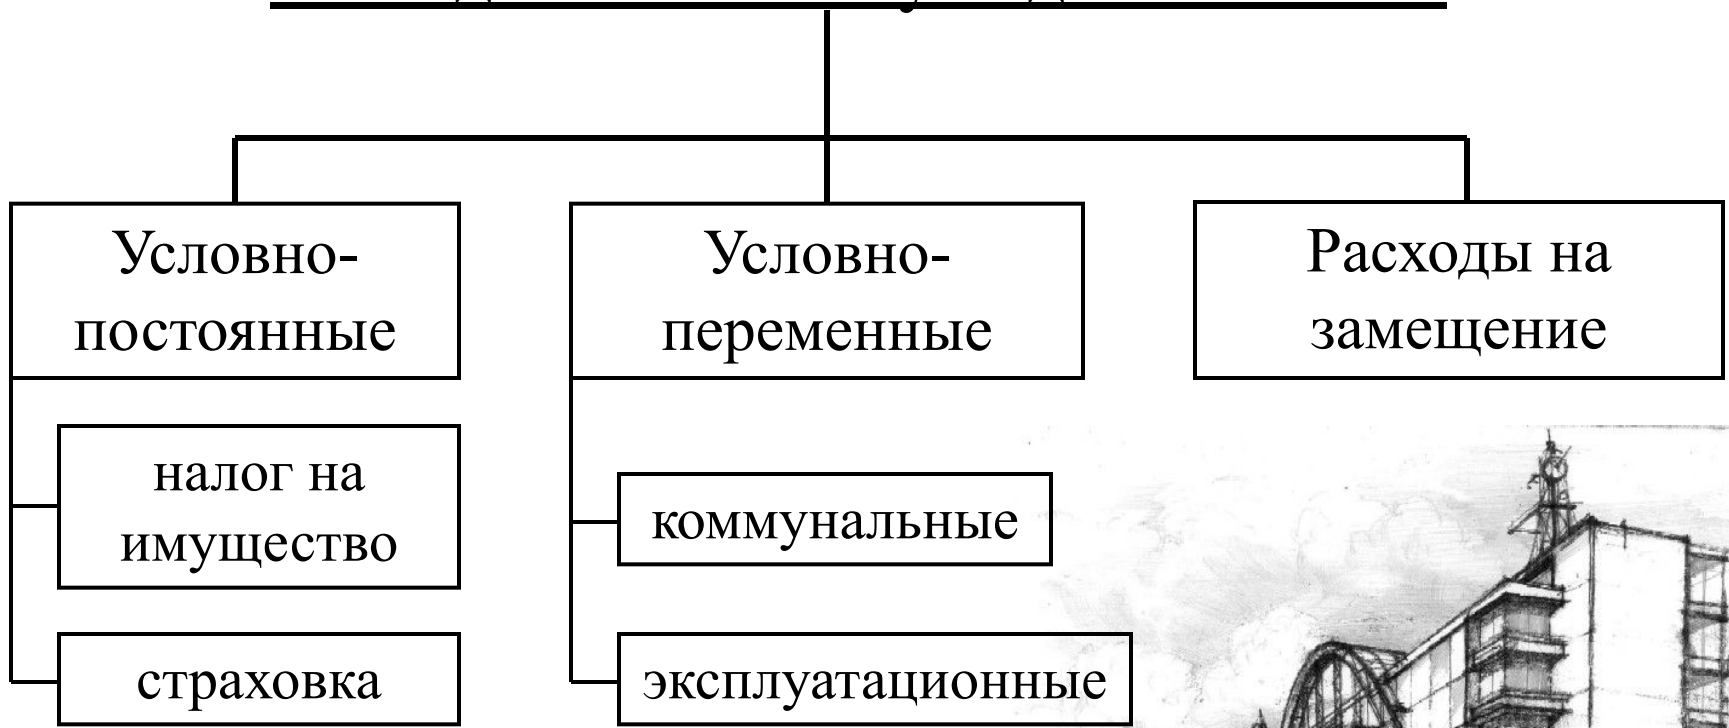 Условно-
постоянные
налог на
имущество
страховка
Условно-
переменные
коммунальные
эксплуатационные
Расходы на
замещение